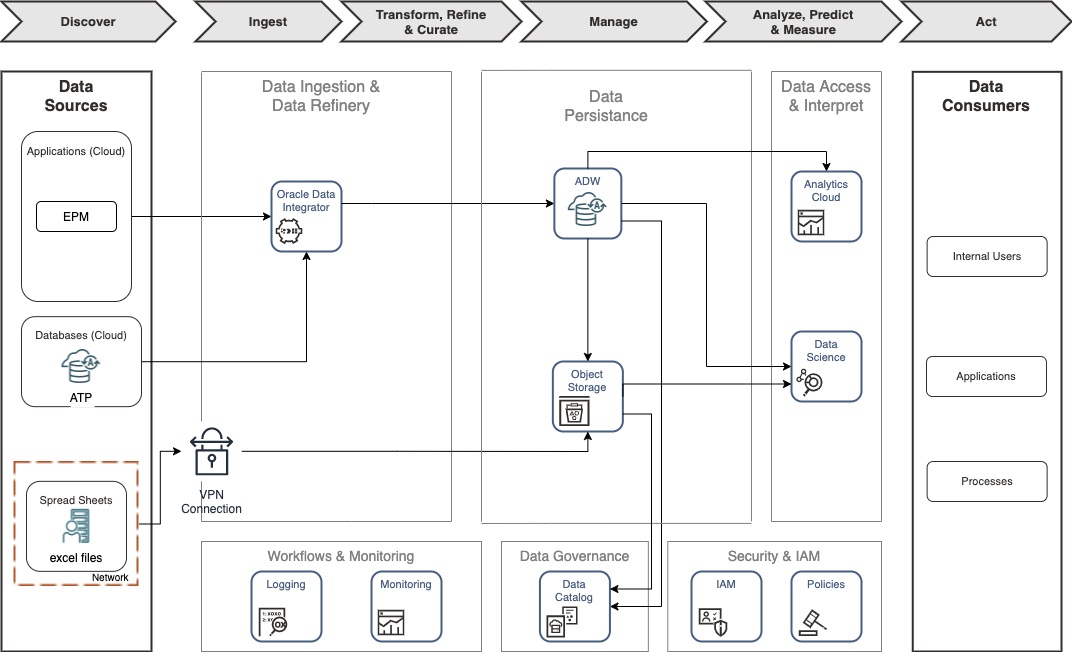 Discover
Ingest
Transform, Refine
& Curate
Manage
Analyze, Predict
& Measure
Act
Data
Sources
Applications (Cloud)
EPM
Databases (Cloud)
ATP
Spread Sheets
excel files
Network
Data Ingestion &
Data Refinery
Oracle Data
Integrator
VPN
Connection
Data
Persistance
ADW
A
Object
Storage
Data Access
& Interpret
Analytics
Cloud
Data
Science
Data
Consumers
Internal Users
Applications
Processes
Workflows & Monitoring
Logging
Monitoring
Data Governance
Data
Catalog
Security & IAM
IAM
Policies